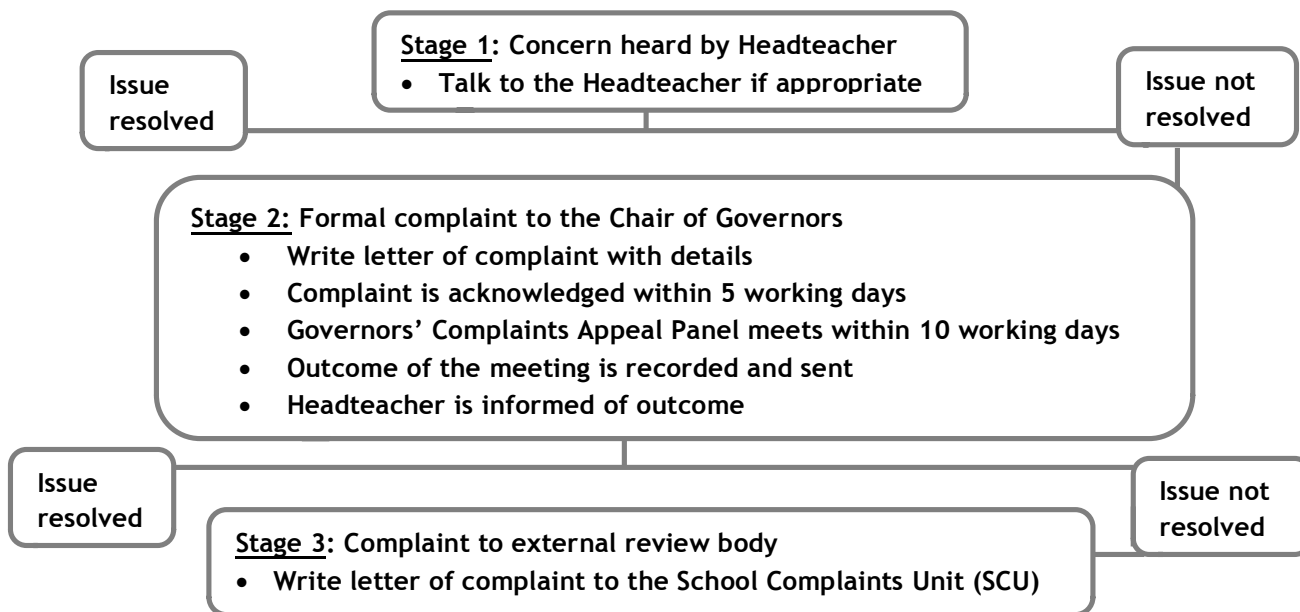 Stage 1: Concern heard by Headteacher
• Talk to the Headteacher if appropriate
Issue
resolved
Issue not
resolved
Stage 2: Formal complaint to the Chair of Governors
• Write letter of complaint with details
• Complaint is acknowledged within 5 working days
• Governors’ Complaints Appeal Panel meets within 10 working days
• Outcome of the meeting is recorded and sent
• Headteacher is informed of outcome
Issue
resolved
Issue not
resolved
Stage 3: Complaint to external review body
• Write letter of complaint to the School Complaints Unit (SCU)